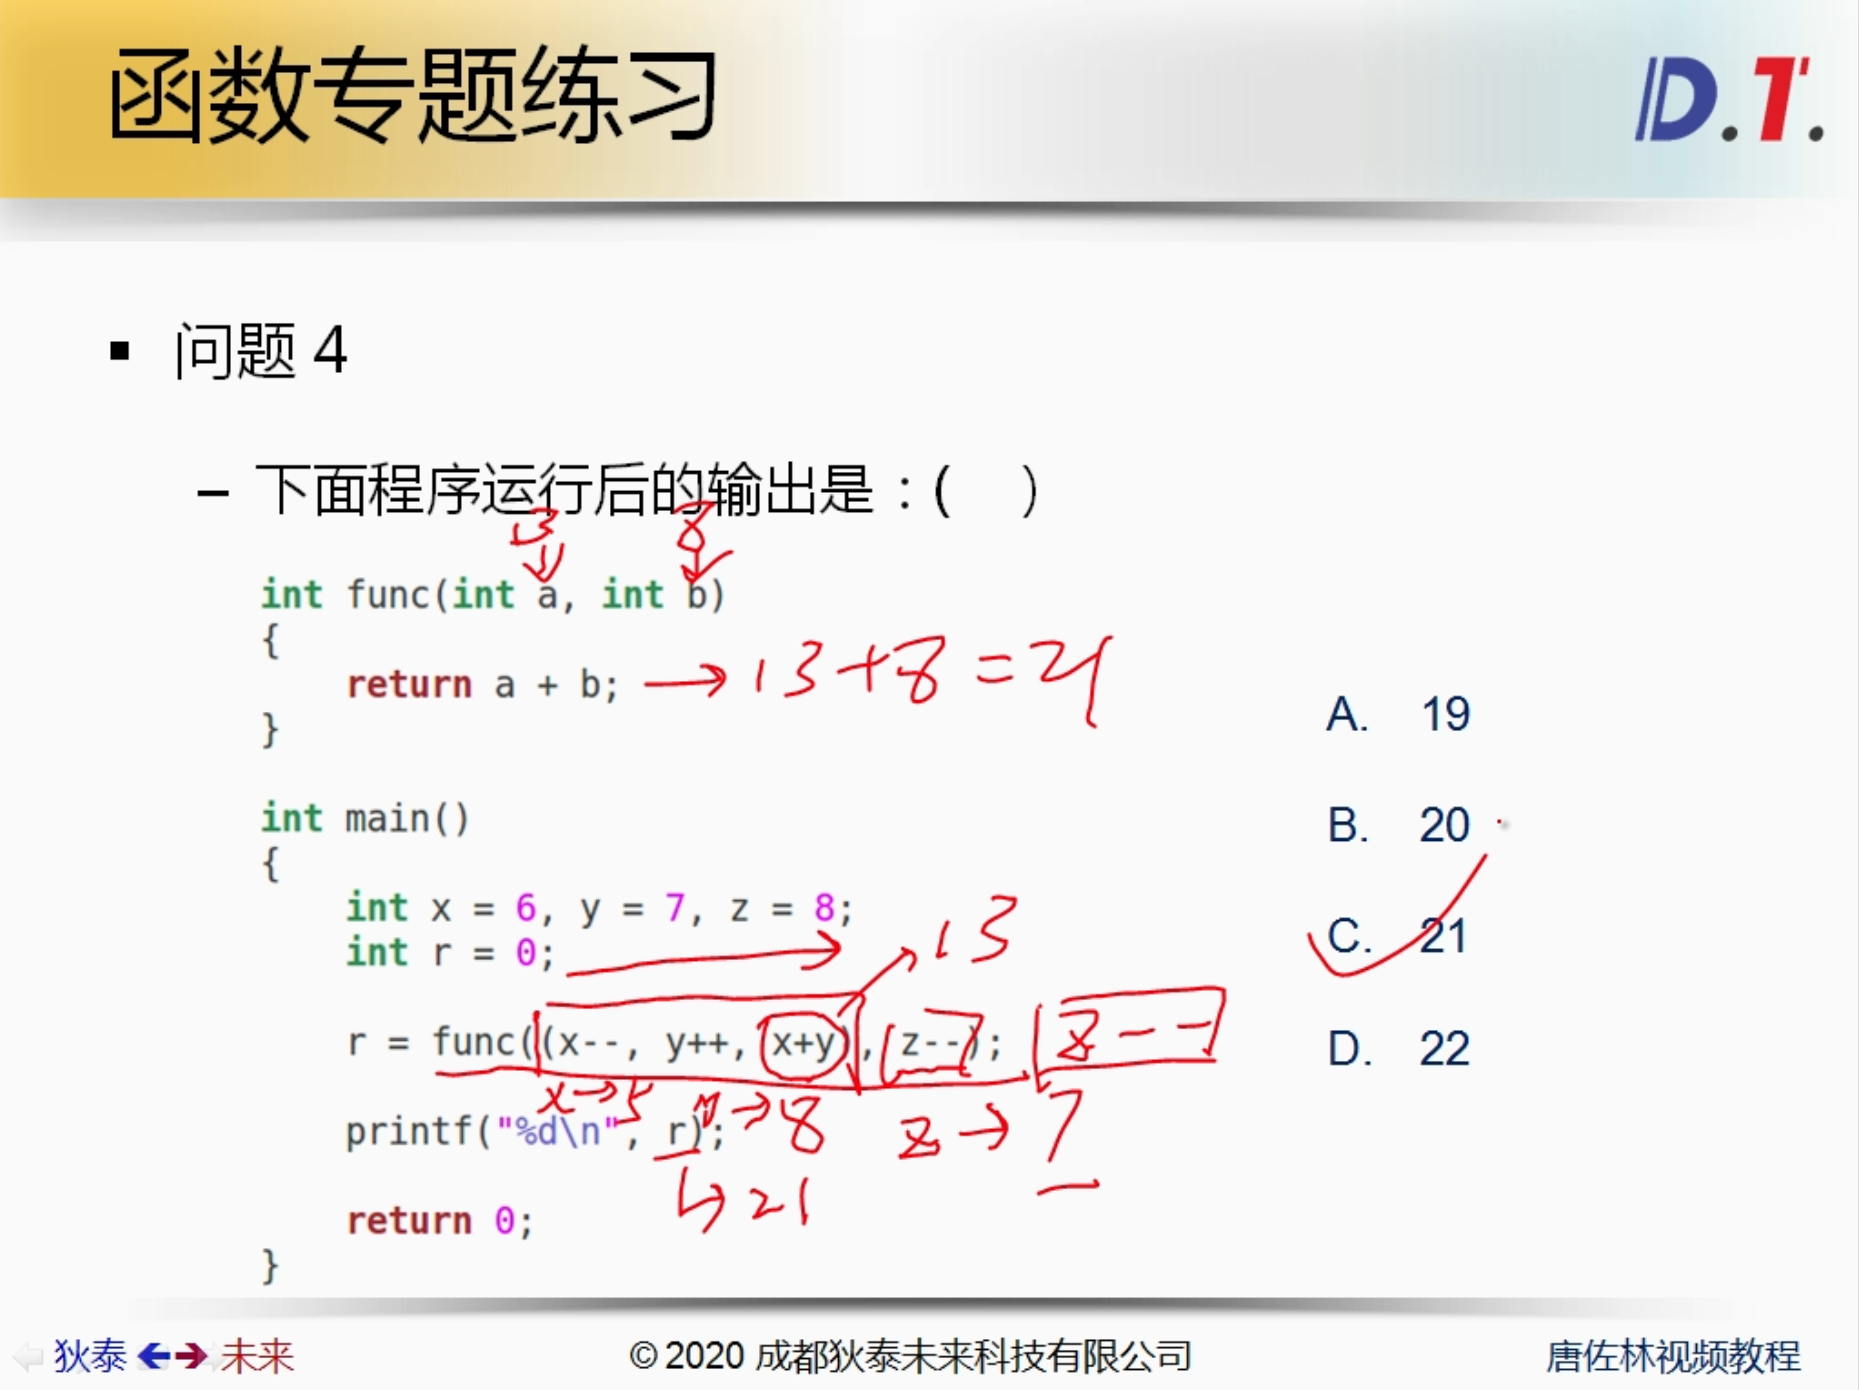 函数专题练习
D.T.
▪ 问题 4
– 下面程序运行后的输出是：(    )
13 8
int func(int a, int b)
{
return a + b; → 13+8=21
}
A. 19
int main()
B. 20
{
int x = 6, y = 7, z = 8;
13
C. 21
int r = 0;
r = func((x--, y++, x+y), z--); z--
D. 22
x→5 y→8 z→7
printf("%d\n", r);
↳21
return 0;
}
狄泰 未来
© 2020 成都狄泰未来科技有限公司
唐佐林视频教程